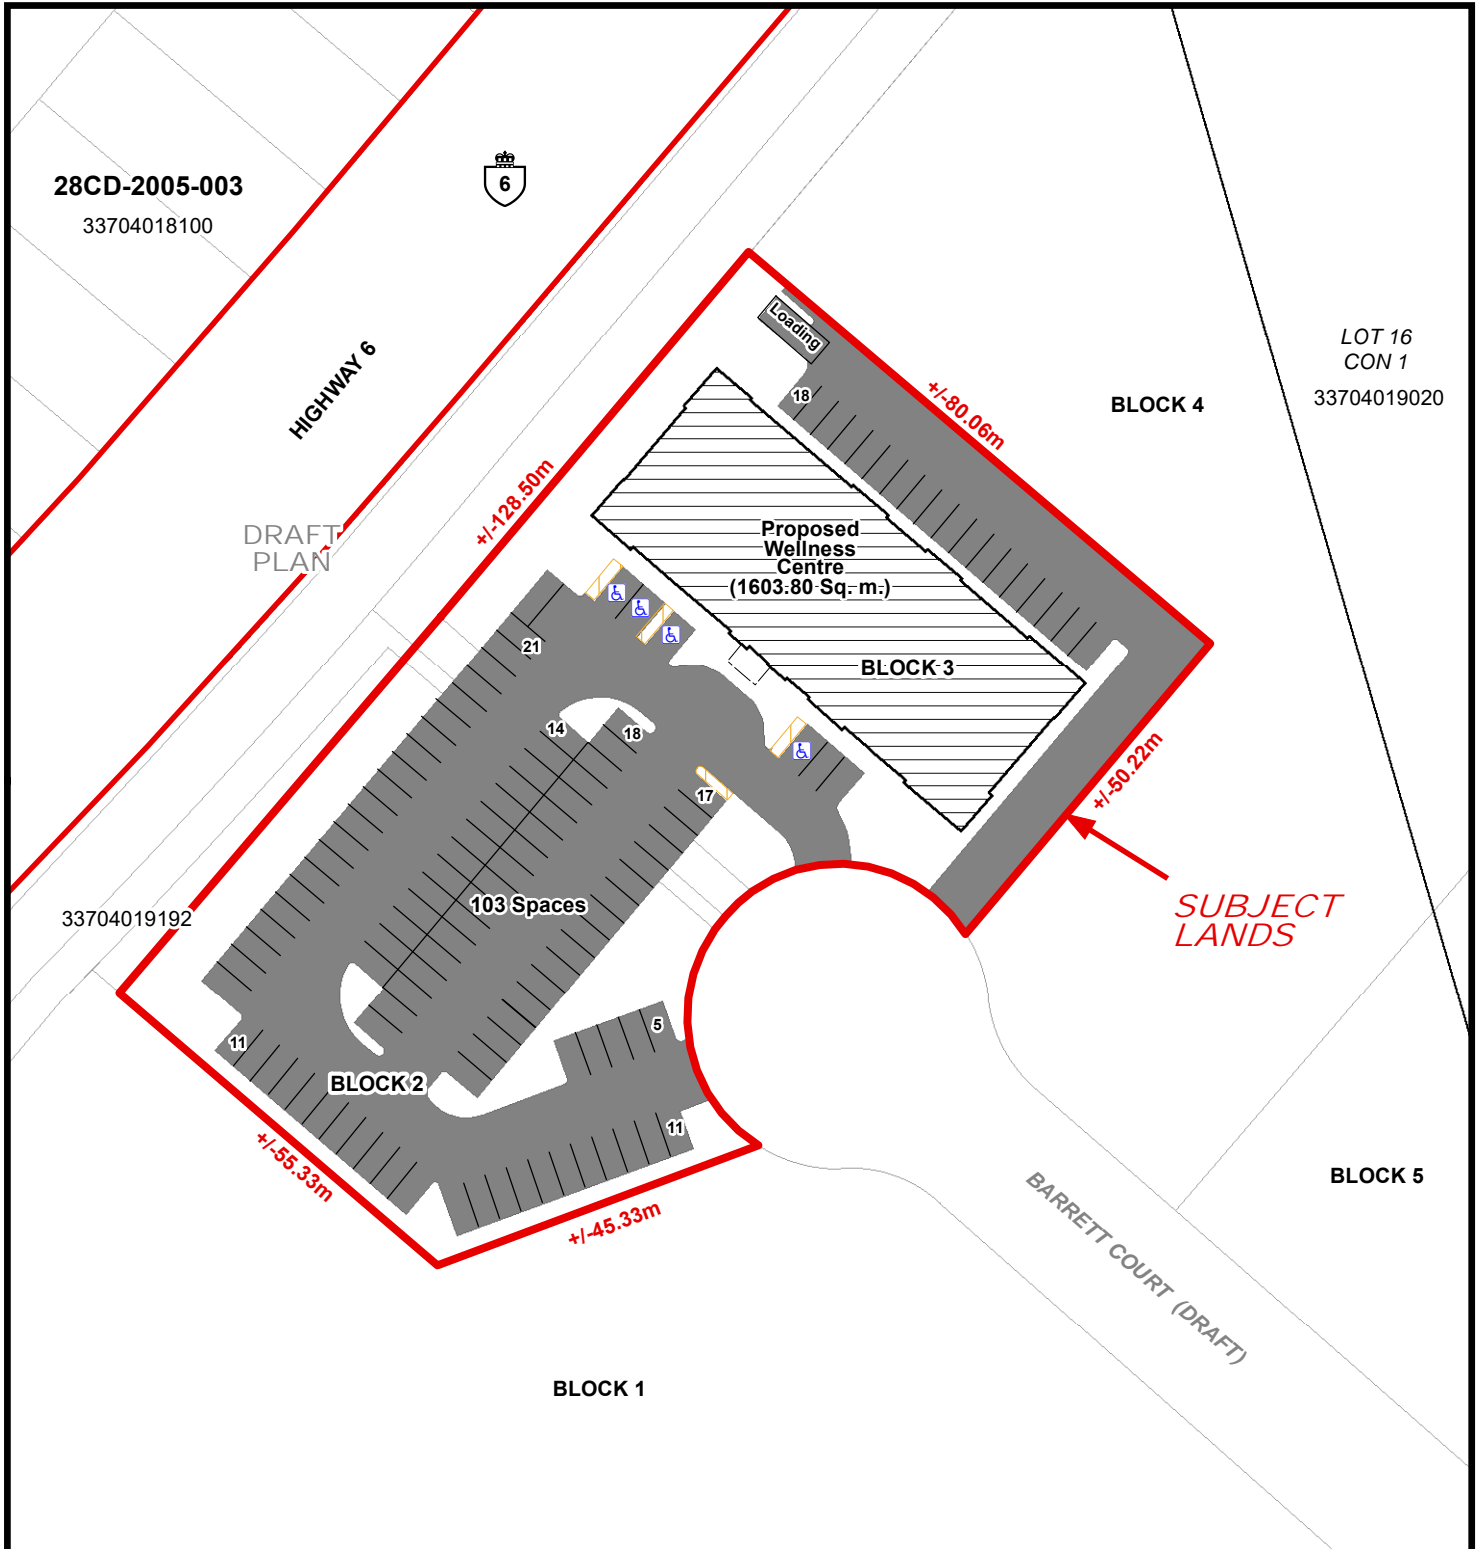 28CD-2005-003
33704018100
6
HIGHWAY 6
DRAFT
PLAN
+/-128.50m
Loading
18
+/-80.06m
BLOCK 4
LOT 16
CON 1
33704019020
Proposed
Wellness
Centre
(1603.80 Sq. m.)
BLOCK 3
21
14
18
17
103 Spaces
+/-50.22m
SUBJECT
LANDS
33704019192
11
BLOCK 2
5
11
+/-55.33m
+/-45.33m
BARRETT COURT (DRAFT)
BLOCK 5
BLOCK 1